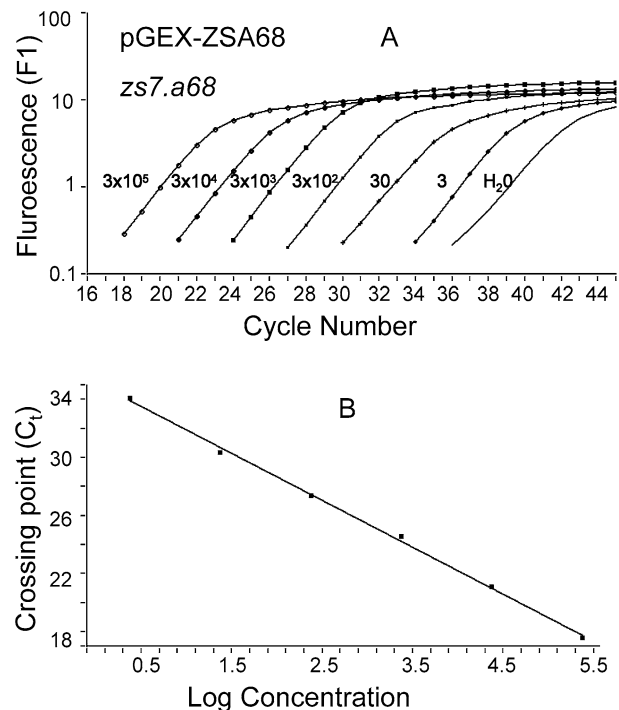 100
pGEX-ZSA68
A
zs7.a68
10
3x10⁵
3x10⁴
3x10³
3x10²
30
3
H₂0
1
0.1
Fluroescence (F1)
16 18 20 22 24 26 28 30 32 34 36 38 40 42 44
Cycle Number
B
34
30
26
22
18
Crossing point (Cₜ)
0.5 1.5 2.5 3.5 4.5 5.5
Log Concentration